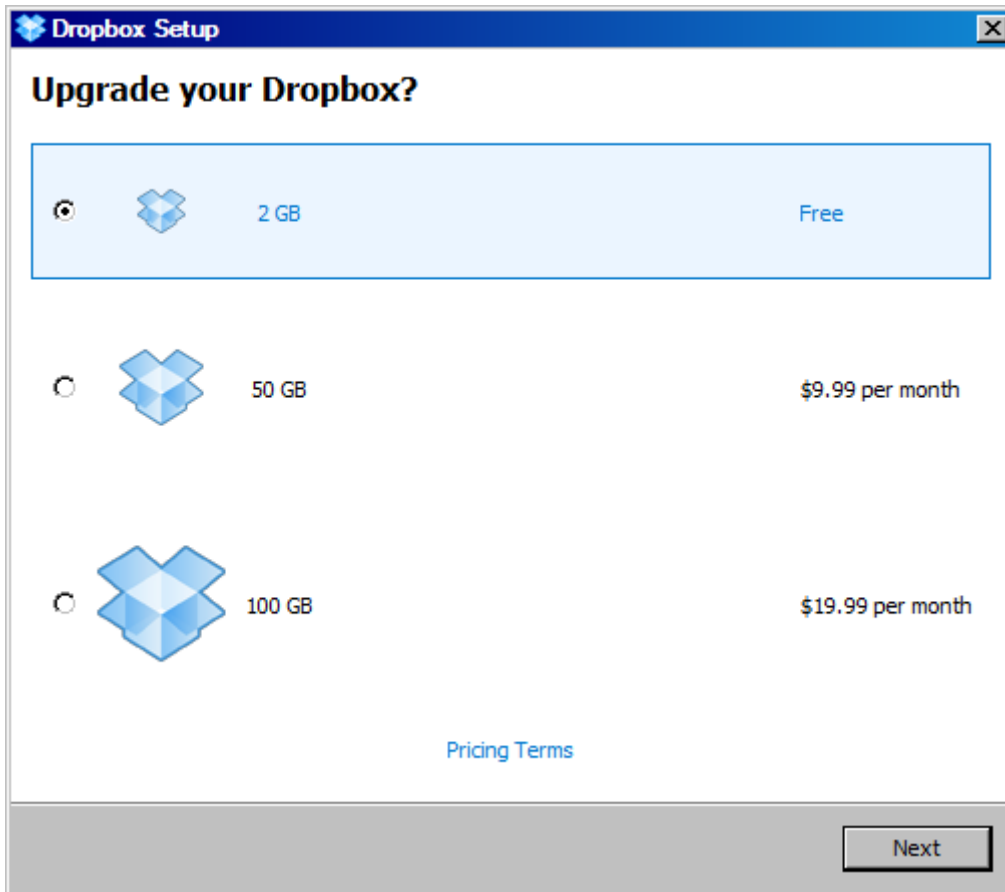 Dropbox Setup
Upgrade your Dropbox?
2 GB Free
50 GB $9.99 per month
100 GB $19.99 per month
Pricing Terms
Next